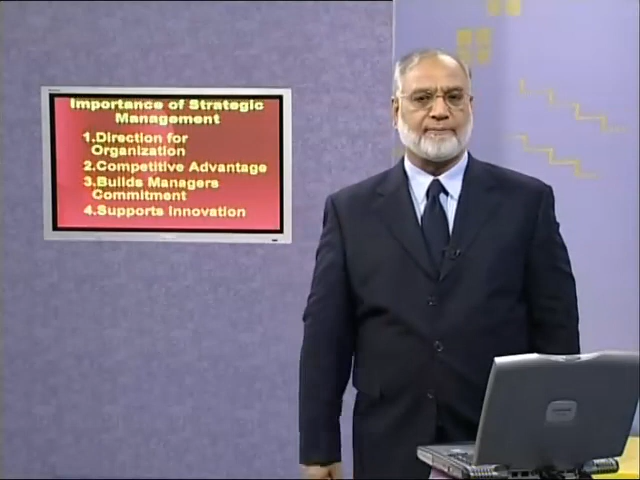 Importance of Strategic
Management
1.Direction for
Organization
2.Competitive Advantage
3.Builds Managers
Commitment
4.Supports Innovation